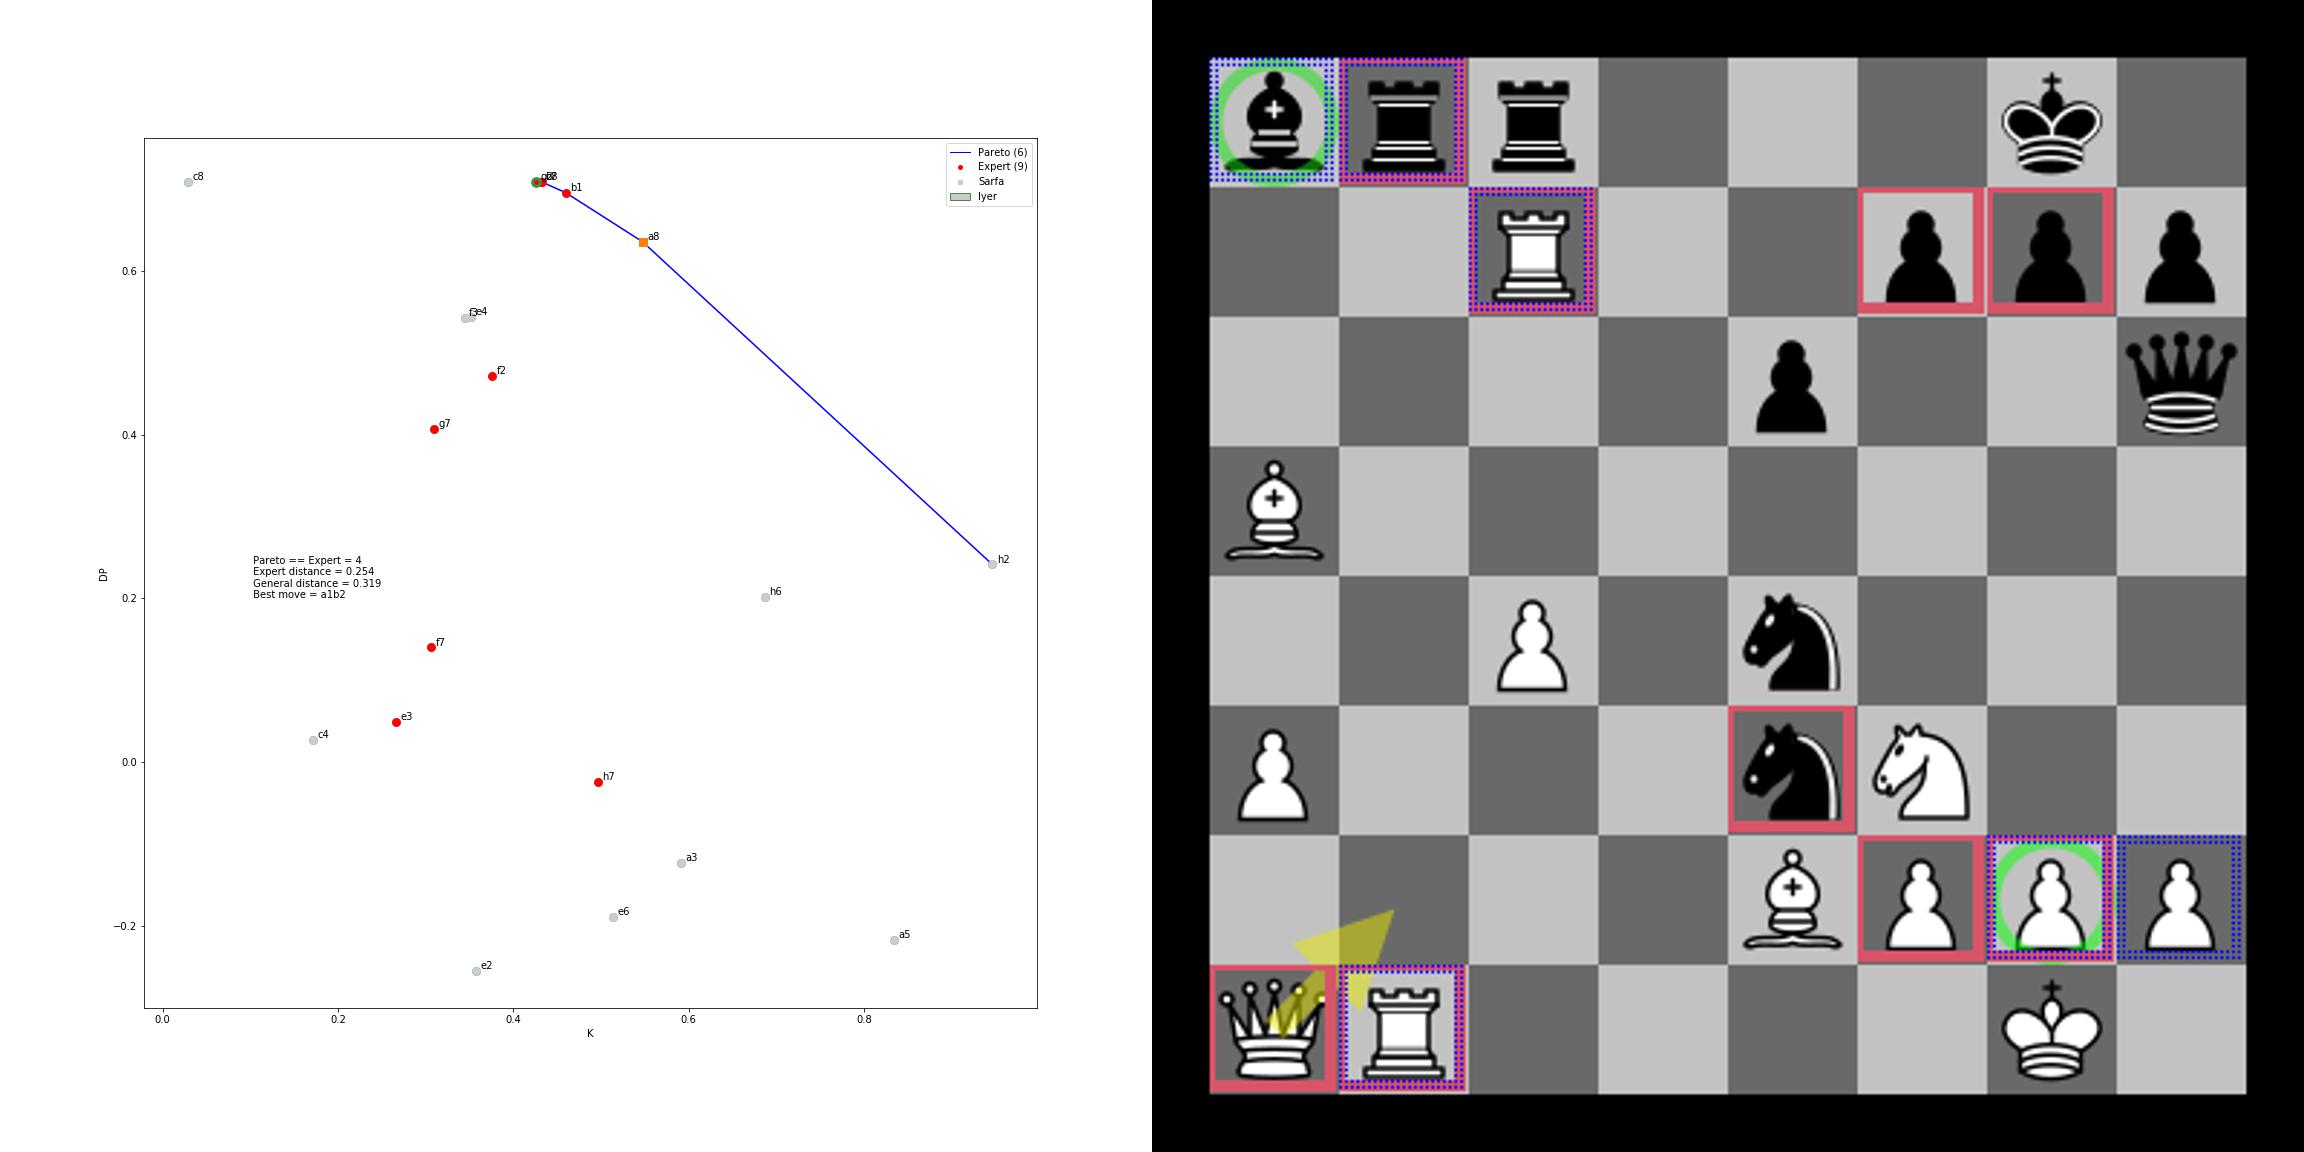 Pareto (6)
Expert (9)
Sarfa
Iyer
c8
b1
a8
0.6
f3 e4
f2
0.4
g7
Pareto == Expert = 4
Expert distance = 0.254
General distance = 0.319
Best move = a1b2
DP
h2
h6
0.2
f7
e3
c4
0.0
h7
a3
e6
a5
−0.2
e2
0.0 0.2 0.4 0.6 0.8
K